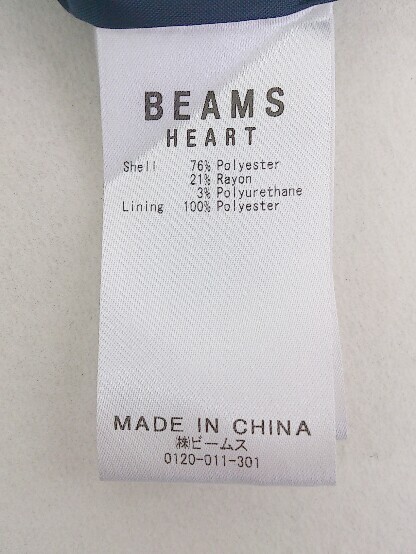 BEAMS
HEART
Shell 76% Polyester
21% Rayon
3% Polyurethane
Lining 100% Polyester
MADE IN CHINA
㈱ビームス
0120-011-301